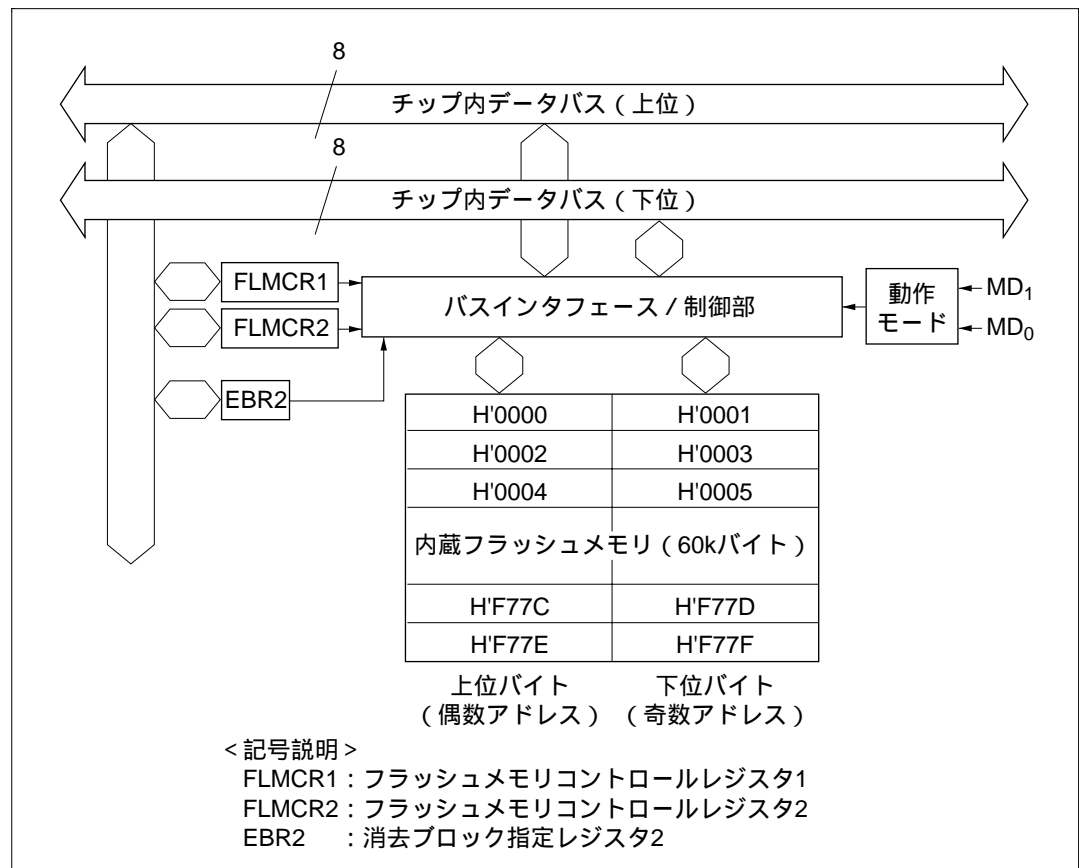 8
チップ内データバス(上位)
8
チップ内データバス(下位)
FLMCR1
FLMCR2
EBR2
バスインタフェース/制御部
動作
モード
MD1
MD0
H'0000 H'0001
H'0002 H'0003
H'0004 H'0005
内蔵フラッシュメモリ(60kバイト)
H'F77C H'F77D
H'F77E H'F77F
上位バイト 下位バイト
(偶数アドレス) (奇数アドレス)
<記号説明>
FLMCR1:フラッシュメモリコントロールレジスタ1
FLMCR2:フラッシュメモリコントロールレジスタ2
EBR2 :消去ブロック指定レジスタ2